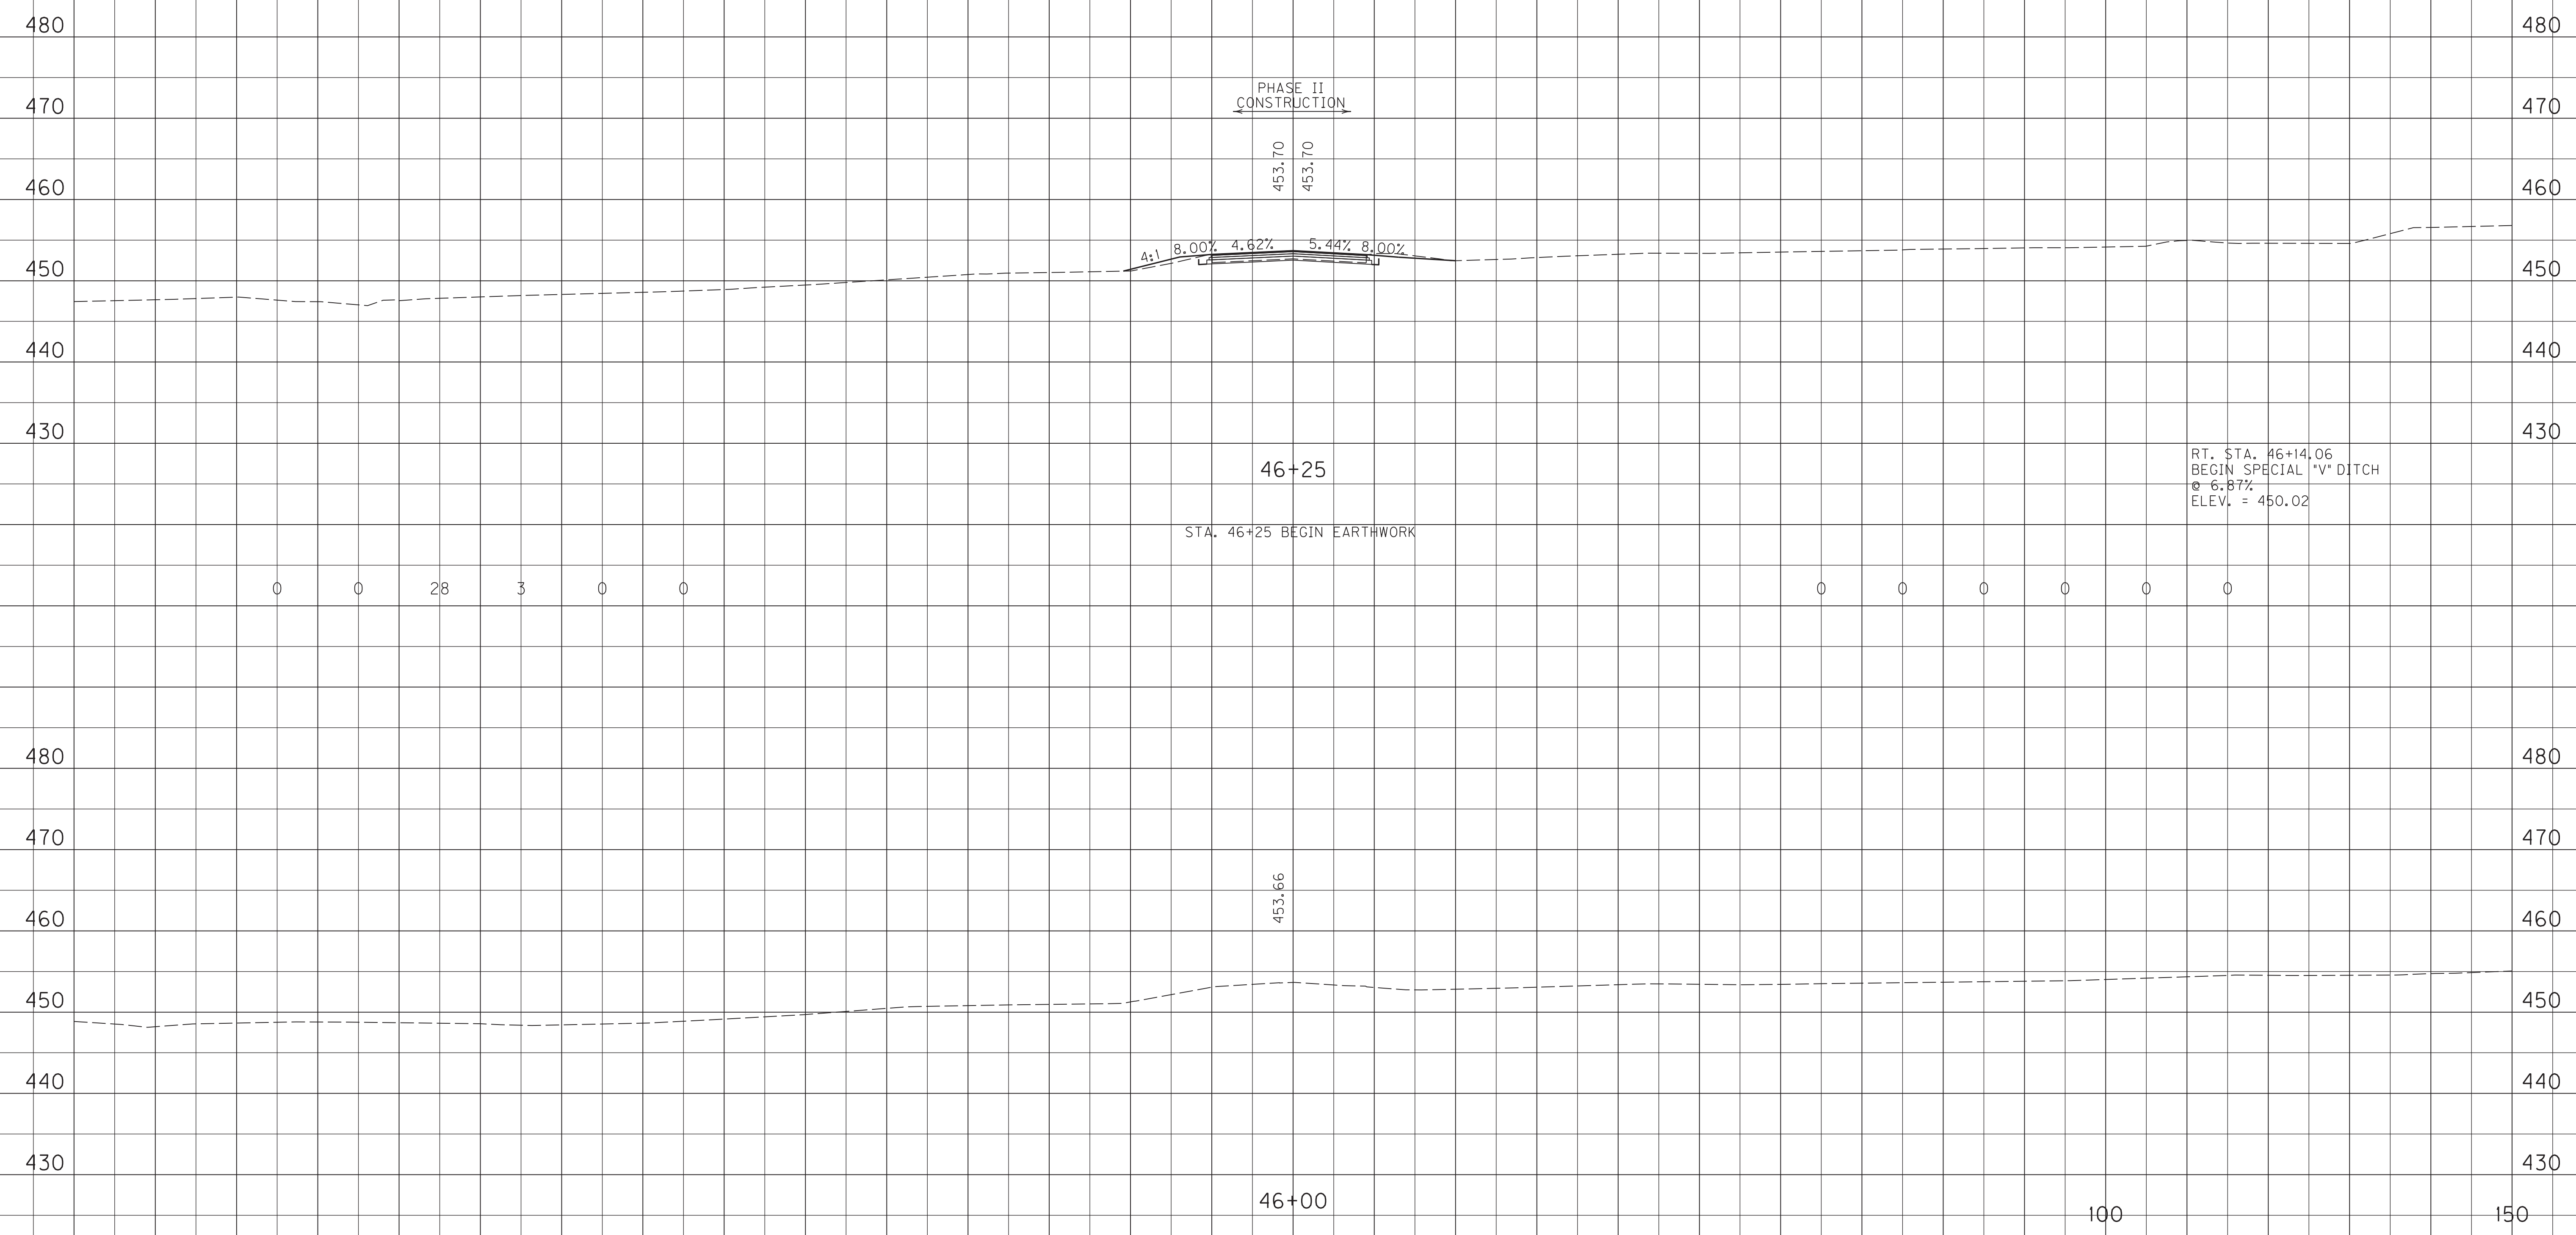 480 480
PHASE II
CONSTRUCTION
470 470
453.70 453.70
460 460
4:1 8.00% 4.62% 5.44% 8.00%
450 450
440 440
430 430
RT. STA. 46+14.06
BEGIN SPECIAL "V" DITCH
@ 6.87%
ELEV. = 450.02
46+25
STA. 46+25 BEGIN EARTHWORK
0 0 28 3 0 0 0 0 0 0 0 0
480 480
470 470
453.66
460 460
450 450
440 440
430 430
46+00
100 150